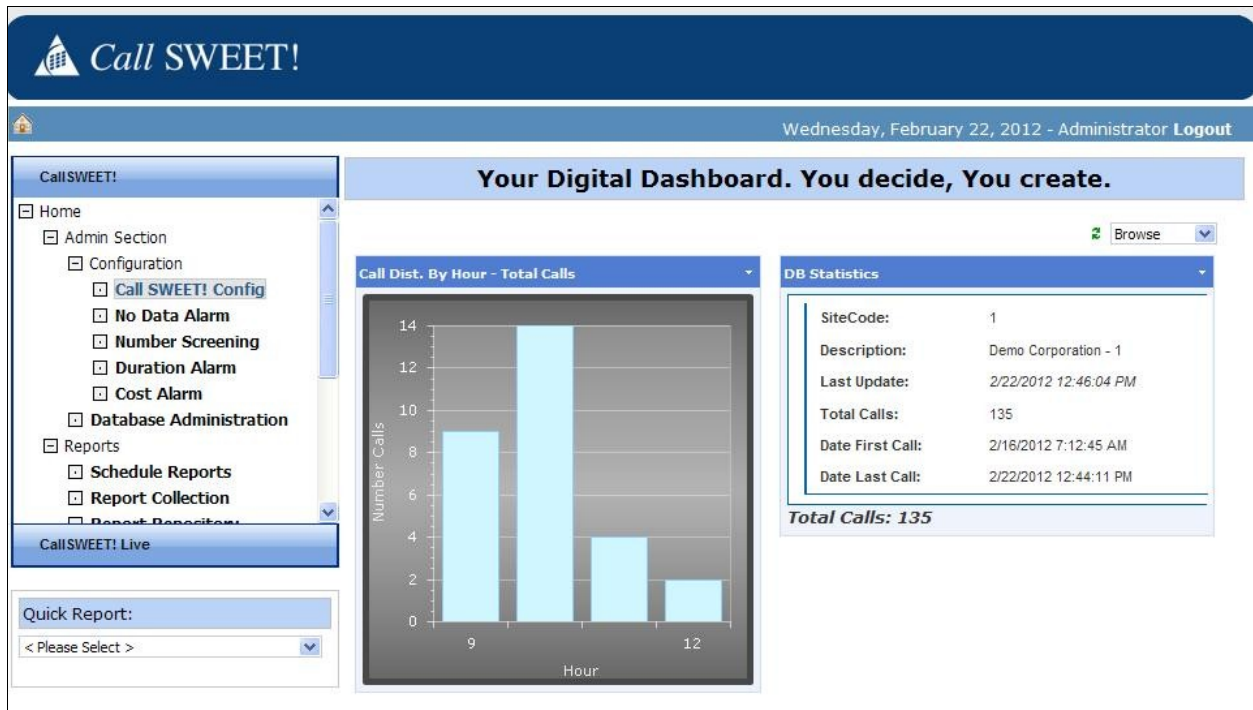 Call SWEET!
Wednesday, February 22, 2012 - Administrator Logout
CallSWEET!
Home
Admin Section
Configuration
Call SWEET! Config
No Data Alarm
Number Screening
Duration Alarm
Cost Alarm
Database Administration
Reports
Schedule Reports
Report Collection
Report Repository
CallSWEET! Live
Quick Report:
< Please Select >
Your Digital Dashboard. You decide, You create.
Browse
Call Dist. By Hour - Total Calls
14
12
10
8
6
4
2
0
Number Calls
9 12
Hour
DB Statistics
SiteCode: 1
Description: Demo Corporation - 1
Last Update: 2/22/2012 12:46:04 PM
Total Calls: 135
Date First Call: 2/16/2012 7:12:45 AM
Date Last Call: 2/22/2012 12:44:11 PM
Total Calls: 135